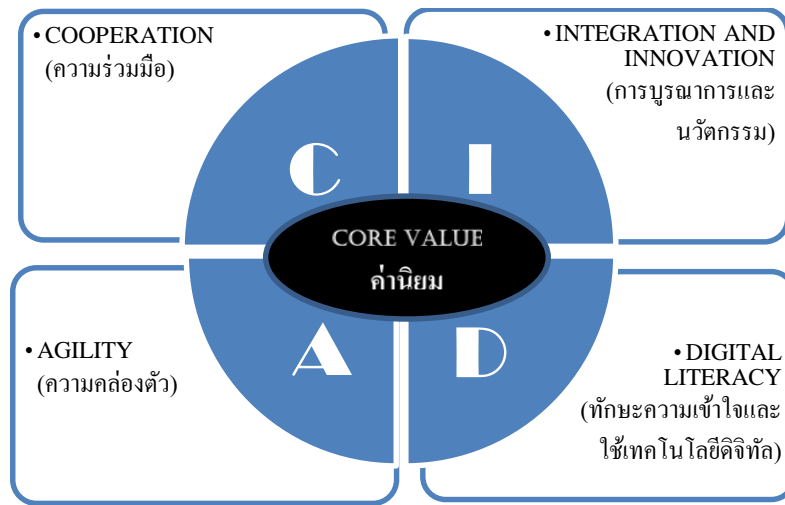 • COOPERATION
(ความร่วมมือ)
• INTEGRATION AND
INNOVATION
(การบูรณาการและ
นวัตกรรม)
C
I
CORE VALUE
ค่านิยม
A
D
• AGILITY
(ความคล่องตัว)
• DIGITAL
LITERACY
(ทักษะความเข้าใจและ
ใช้เทคโนโลยีดิจิทัล)